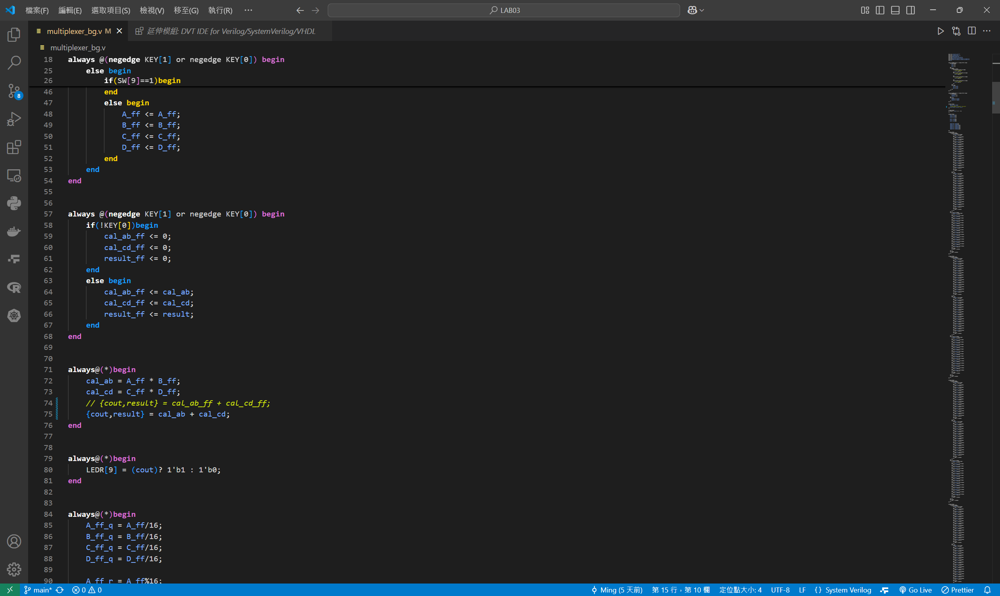 檔案(F) 編輯(E) 選取項目(S) 檢視(V) 移至(G) 執行(R) ··· LAB03
multiplexer_bg.v M 延伸模組: DVT IDE for Verilog/SystemVerilog/VHDL
multiplexer_bg.v
18 always @(negedge KEY[1] or negedge KEY[0]) begin
25 else begin
26 if(SW[9]==1)begin
46 end
47 else begin
48 A_ff <= A_ff;
49 B_ff <= B_ff;
50 C_ff <= C_ff;
51 D_ff <= D_ff;
52 end
53 end
54 end
55
56
57 always @(negedge KEY[1] or negedge KEY[0]) begin
58 if(!KEY[0])begin
59 cal_ab_ff <= 0;
60 cal_cd_ff <= 0;
61 result_ff <= 0;
62 end
63 else begin
64 cal_ab_ff <= cal_ab;
65 cal_cd_ff <= cal_cd;
66 result_ff <= result;
67 end
68 end
69
70
71 always@(*)begin
72 cal_ab = A_ff * B_ff;
73 cal_cd = C_ff * D_ff;
74 // {cout,result} = cal_ab_ff + cal_cd_ff;
75 {cout,result} = cal_ab + cal_cd;
76 end
77
78
79 always@(*)begin
80 LEDR[9] = (cout)? 1'b1 : 1'b0;
81 end
82
83
84 always@(*)begin
85 A_ff_q = A_ff/16;
86 B_ff_q = B_ff/16;
87 C_ff_q = C_ff/16;
88 D_ff_q = D_ff/16;
89
90 A_ff_r = A_ff%16;
8
main* 0 0 Ming (5 天前) 第 15 行，第 10 欄 定位點大小: 4 UTF-8 LF {} System Verilog Go Live Prettier